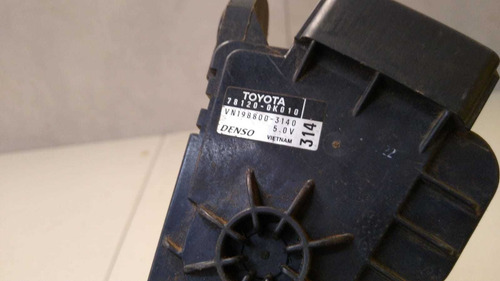 TOYOTA
78120-0K010
VN198800-3140
DENSO 5.0V
VIETNAM
314